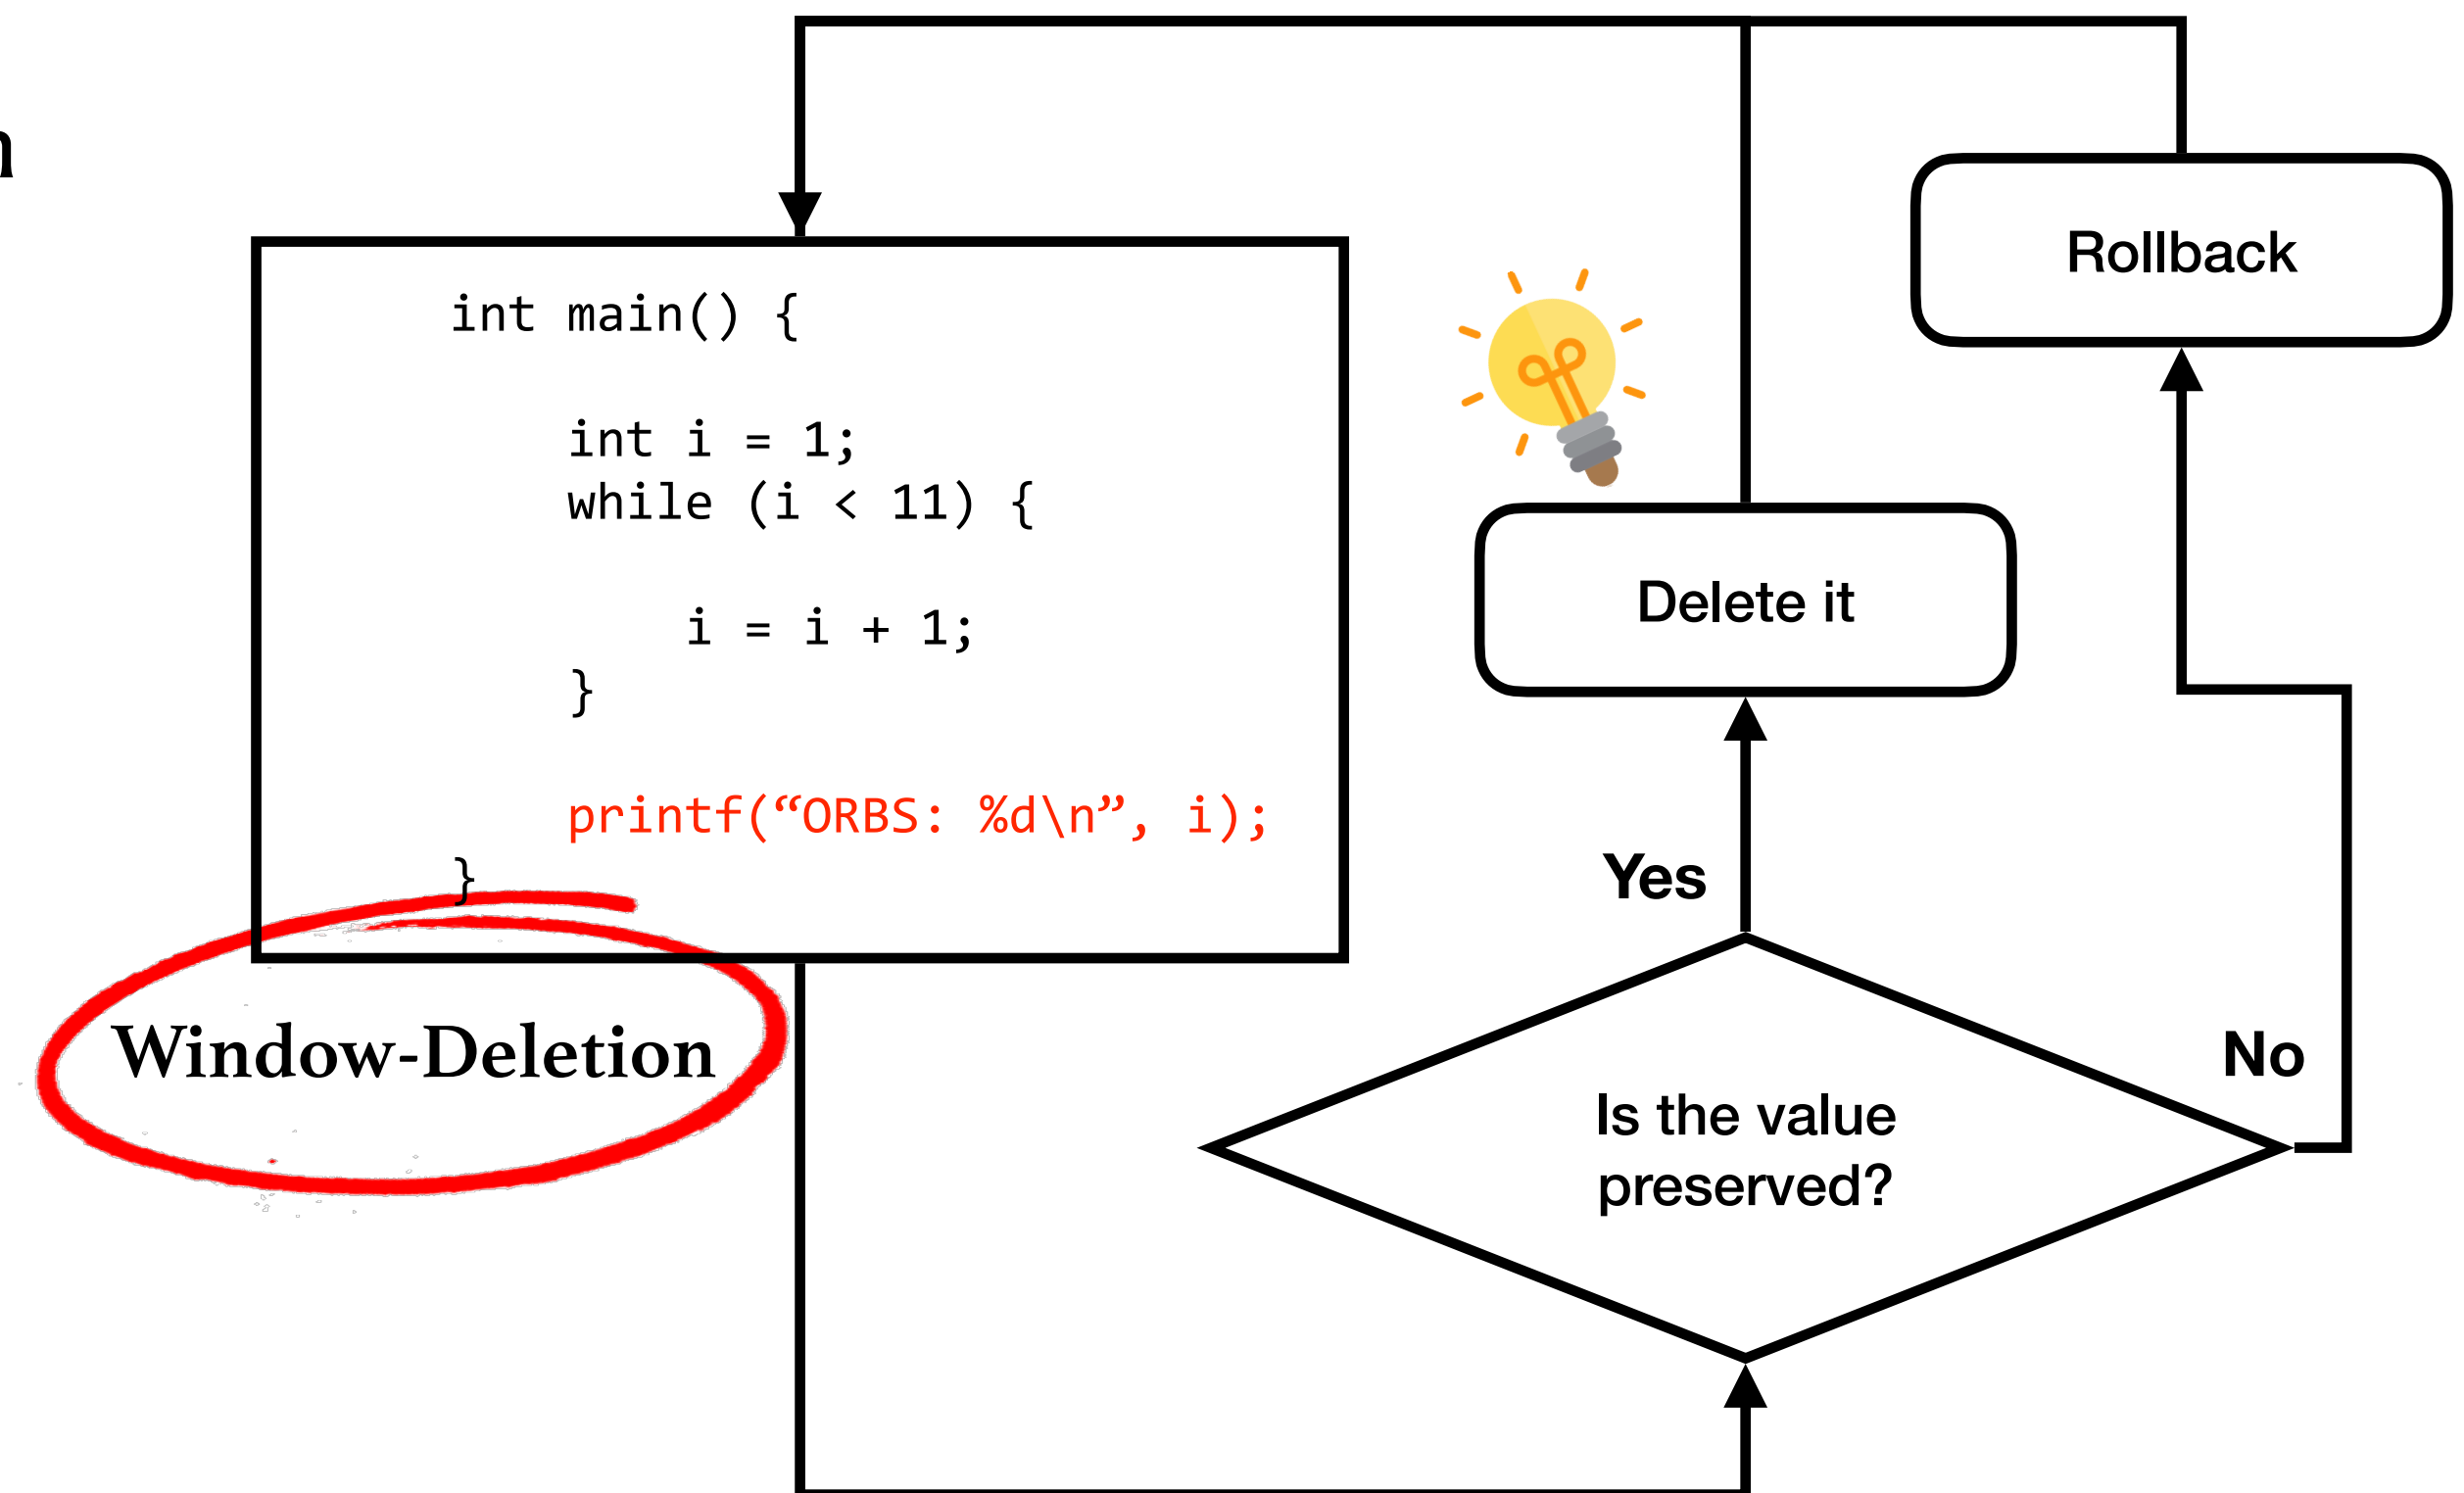 int main() {
int i = 1;
while (i < 11) {
i = i + 1;
}
printf(“ORBS: %d\n”, i);
}
Window-Deletion
Rollback
Delete it
Yes
No
Is the value
preserved?